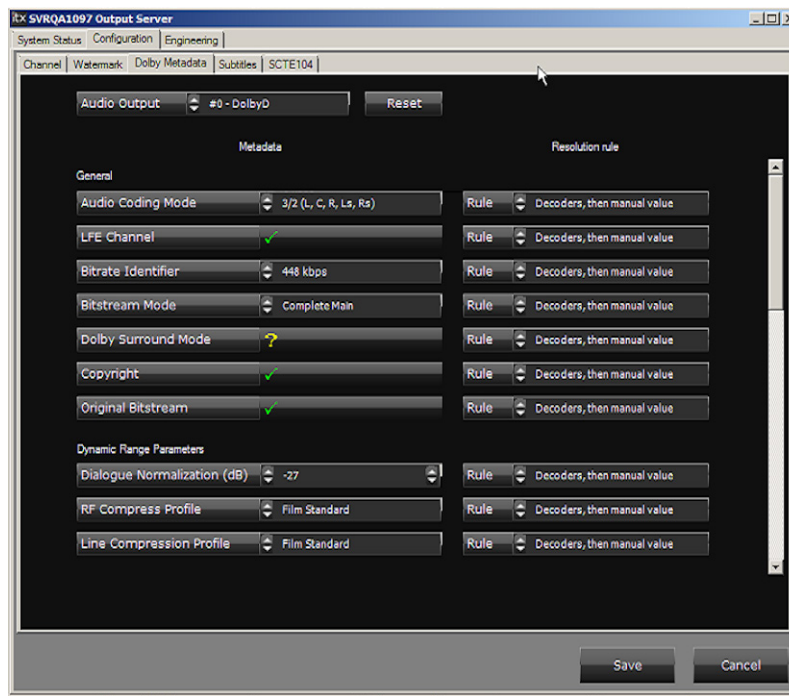 itx SVRQA1097 Output Server
System Status Configuration Engineering
Channel Watermark Dolby Metadata Subtitles SCTE104
Audio Output #0 - DolbyD Reset
Metadata Resolution rule
General
Audio Coding Mode 3/2 (L, C, R, Ls, Rs) Rule Decoders, then manual value
LFE Channel Rule Decoders, then manual value
Bitrate Identifier 448 kbps Rule Decoders, then manual value
Bitstream Mode Complete Main Rule Decoders, then manual value
Dolby Surround Mode ? Rule Decoders, then manual value
Copyright Rule Decoders, then manual value
Original Bitstream Rule Decoders, then manual value
Dynamic Range Parameters
Dialogue Normalization (dB) -27 Rule Decoders, then manual value
RF Compress Profile Film Standard Rule Decoders, then manual value
Line Compression Profile Film Standard Rule Decoders, then manual value
Save Cancel